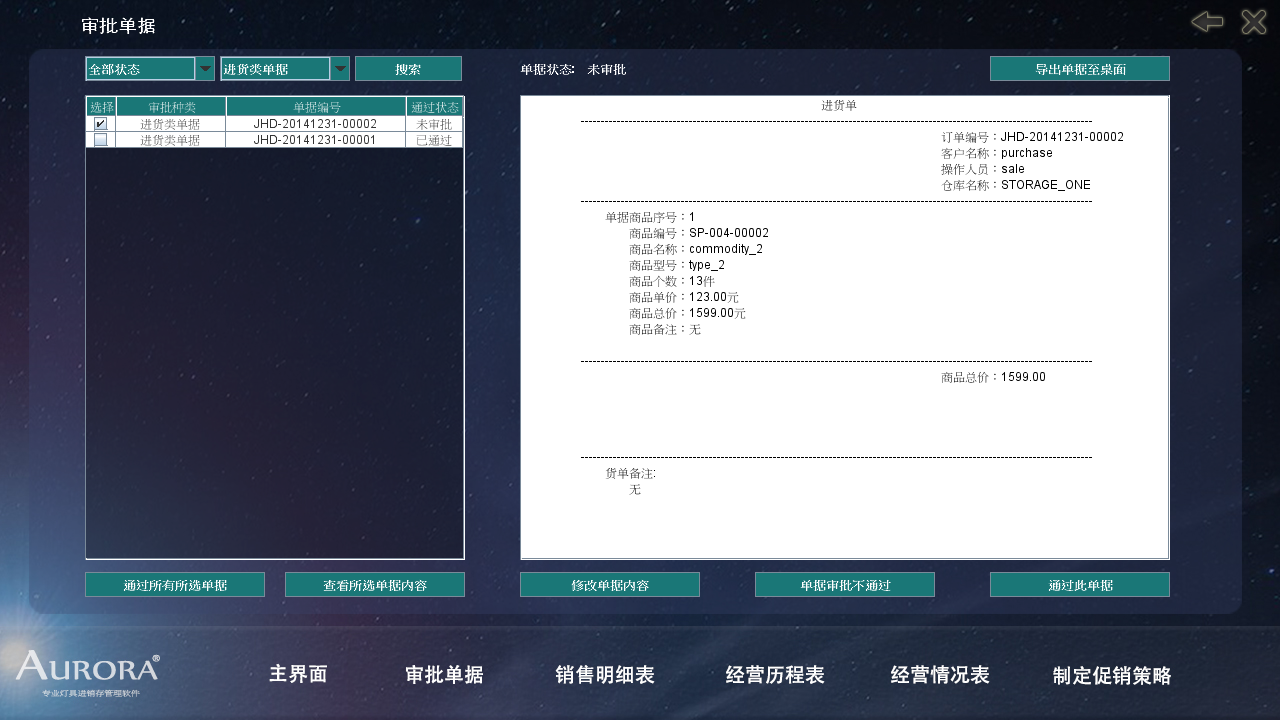 审批单据
全部状态 进货类单据 搜索 单据状态: 未审批 导出单据至桌面
选择 审批种类 单据编号 通过状态
进货类单据 JHD-20141231-00002 未审批
进货类单据 JHD-20141231-00001 已通过
进货单
订单编号：JHD-20141231-00002
客户名称：purchase
操作人员：sale
仓库名称：STORAGE_ONE
单据商品序号：1
商品编号：SP-004-00002
商品名称：commodity_2
商品型号：type_2
商品个数：13件
商品单价：123.00元
商品总价：1599.00元
商品备注：无
商品总价：1599.00
货单备注:
无
通过所有所选单据 查看所选单据内容 修改单据内容 单据审批不通过 通过此单据
AURORA®
专业灯具进销存管理软件
主界面 审批单据 销售明细表 经营历程表 经营情况表 制定促销策略